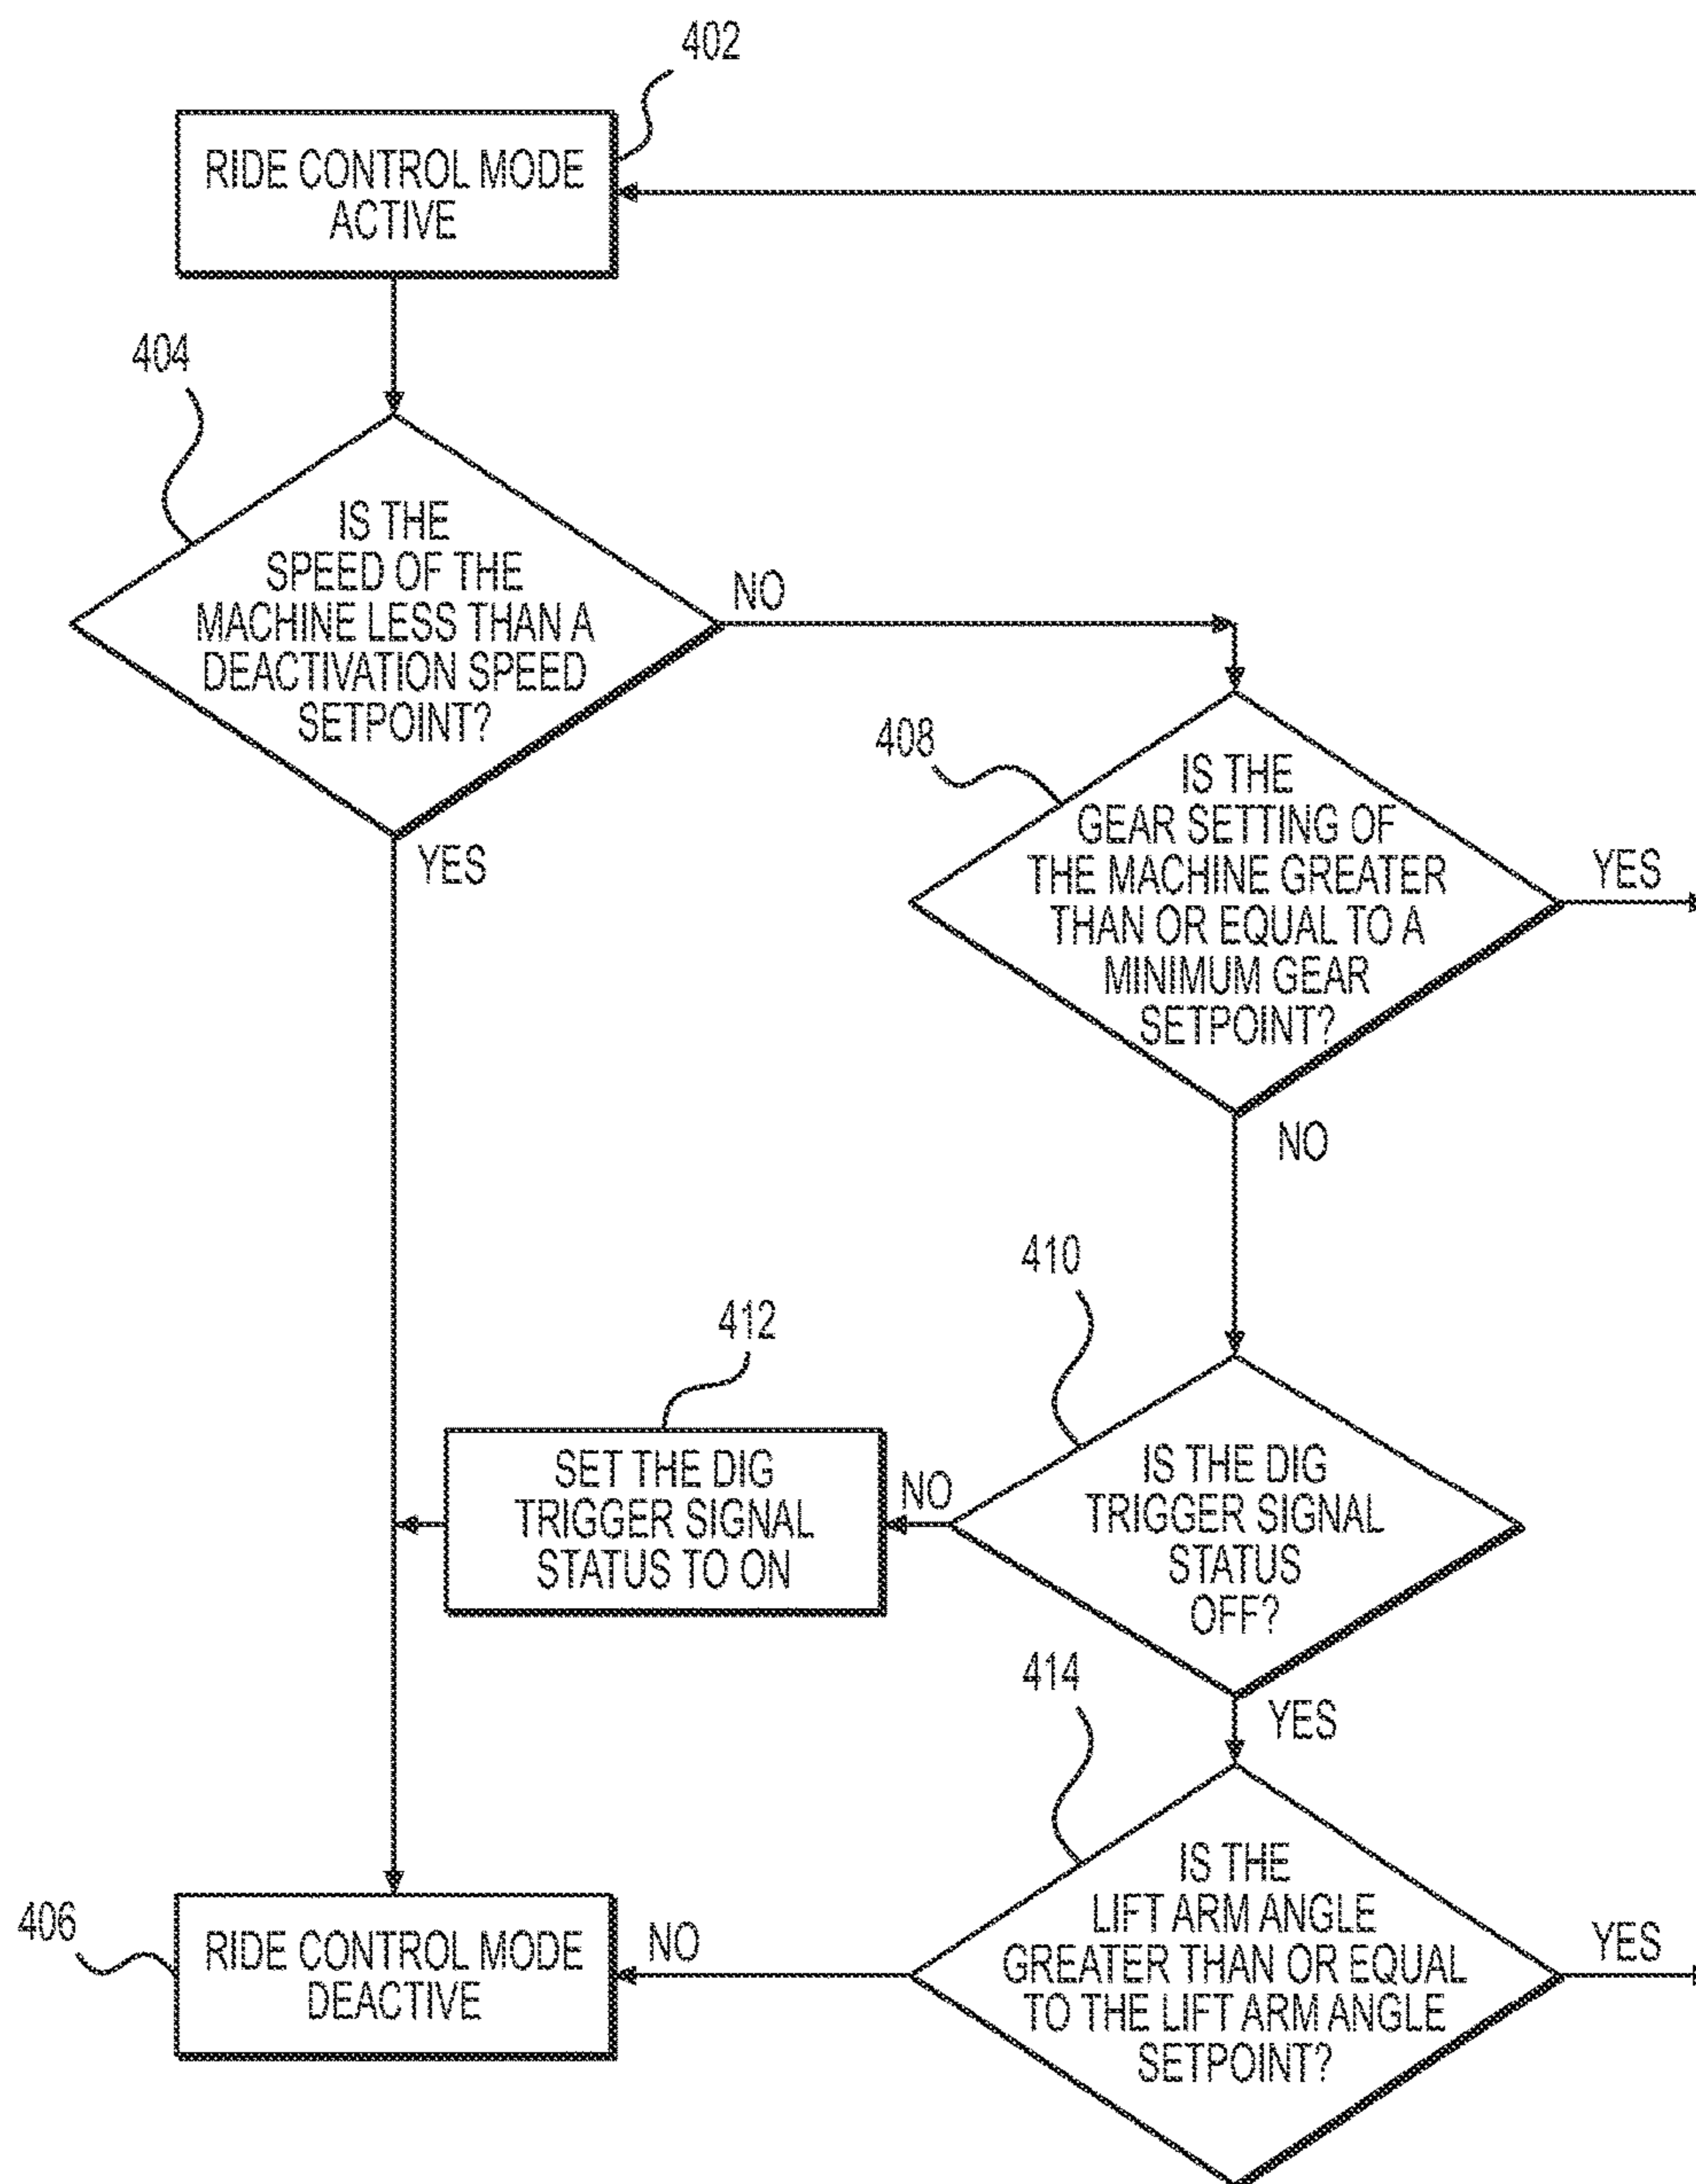 402
RIDE CONTROL MODE
ACTIVE
404
IS THE
SPEED OF THE
MACHINE LESS THAN A
DEACTIVATION SPEED
SETPOINT?
NO
YES
408
IS THE
GEAR SETTING OF
THE MACHINE GREATER
THAN OR EQUAL TO A
MINIMUM GEAR
SETPOINT?
YES
NO
410
IS THE DIG
TRIGGER SIGNAL
STATUS
OFF?
NO
412
SET THE DIG
TRIGGER SIGNAL
STATUS TO ON
YES
414
IS THE
LIFT ARM ANGLE
GREATER THAN OR EQUAL
TO THE LIFT ARM ANGLE
SETPOINT?
YES
NO
406
RIDE CONTROL MODE
DEACTIVE